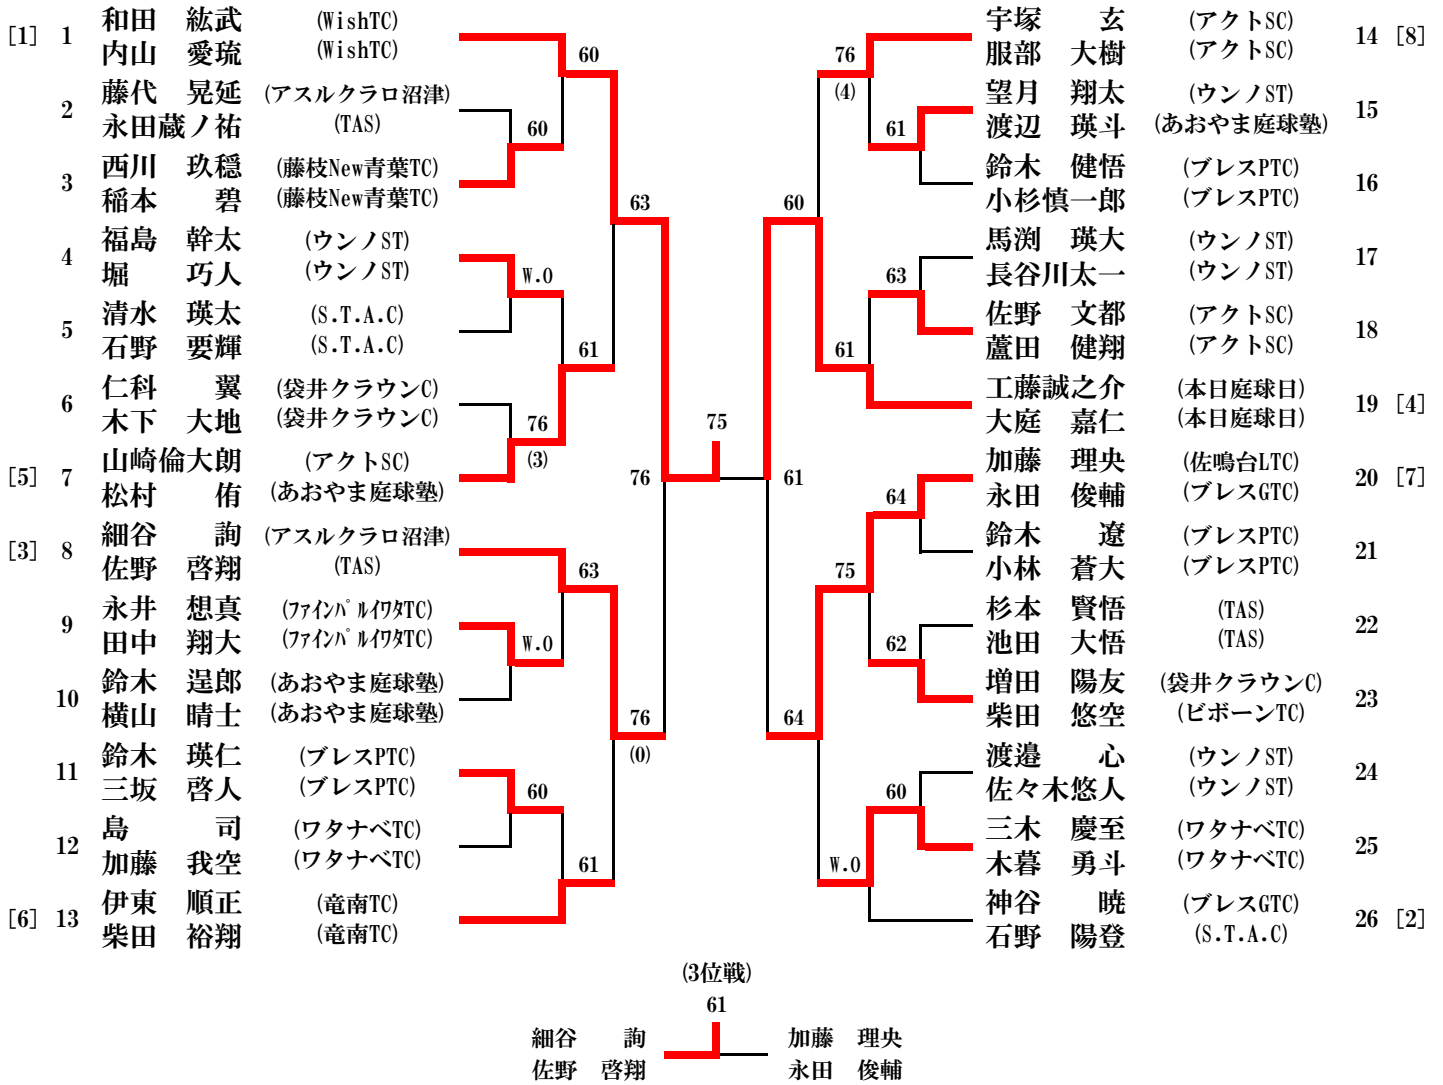 [1] 1 和田　紘武 (WishTC)
内山　愛琉 (WishTC)
60
2 藤代　晃延 (アスルクラロ沼津)
永田蔵ノ祐 (TAS)
60
3 西川　玖穏 (藤枝New青葉TC)
稲本　　碧 (藤枝New青葉TC)
63
4 福島　幹太 (ウンノST)
堀　　巧人 (ウンノST)
W.O
5 清水　瑛太 (S.T.A.C)
石野　要輝 (S.T.A.C)
61
6 仁科　　翼 (袋井クラウンC)
木下　大地 (袋井クラウンC)
76
(3)
[5] 7 山崎倫大朗 (アクトSC)
松村　　侑 (あおやま庭球塾)
76
[3] 8 細谷　　詢 (アスルクラロ沼津)
佐野　啓翔 (TAS)
63
9 永井　想真 (ファインパルイワタTC)
田中　翔大 (ファインパルイワタTC)
W.O
10 鈴木　逞郎 (あおやま庭球塾)
横山　晴士 (あおやま庭球塾)
76
(0)
11 鈴木　瑛仁 (ブレスPTC)
三坂　啓人 (ブレスPTC)
60
12 島　　　司 (ワタナベTC)
加藤　我空 (ワタナベTC)
61
[6] 13 伊東　順正 (竜南TC)
柴田　裕翔 (竜南TC)
75
宇塚　　玄 (アクトSC) 14 [8]
服部　大樹 (アクトSC)
76
(4)
望月　翔太 (ウンノST) 15
渡辺　瑛斗 (あおやま庭球塾)
61
鈴木　健悟 (ブレスPTC) 16
小杉慎一郎 (ブレスPTC)
60
馬渕　瑛大 (ウンノST) 17
長谷川太一 (ウンノST)
63
佐野　文都 (アクトSC) 18
蘆田　健翔 (アクトSC)
61
工藤誠之介 (本日庭球日) 19 [4]
大庭　嘉仁 (本日庭球日)
61
加藤　理央 (佐鳴台LTC) 20 [7]
永田　俊輔 (ブレスGTC)
64
鈴木　　遼 (ブレスPTC) 21
小林　蒼大 (ブレスPTC)
75
杉本　賢悟 (TAS) 22
池田　大悟 (TAS)
62
増田　陽友 (袋井クラウンC) 23
柴田　悠空 (ビボーンTC)
64
渡邉　　心 (ウンノST) 24
佐々木悠人 (ウンノST)
60
三木　慶至 (ワタナベTC) 25
木暮　勇斗 (ワタナベTC)
W.O
神谷　　暁 (ブレスGTC) 26 [2]
石野　陽登 (S.T.A.C)
(3位戦)
61
細谷　　詢　加藤　理央
佐野　啓翔　永田　俊輔